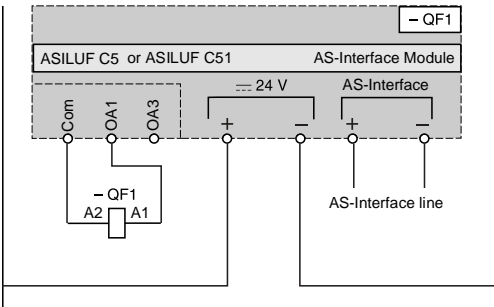 – QF1
ASILUF C5 or ASILUF C51 AS-Interface Module
24 V AS-Interface
Com OA1 OA3 + – + –
– QF1
A2 A1
AS-Interface line